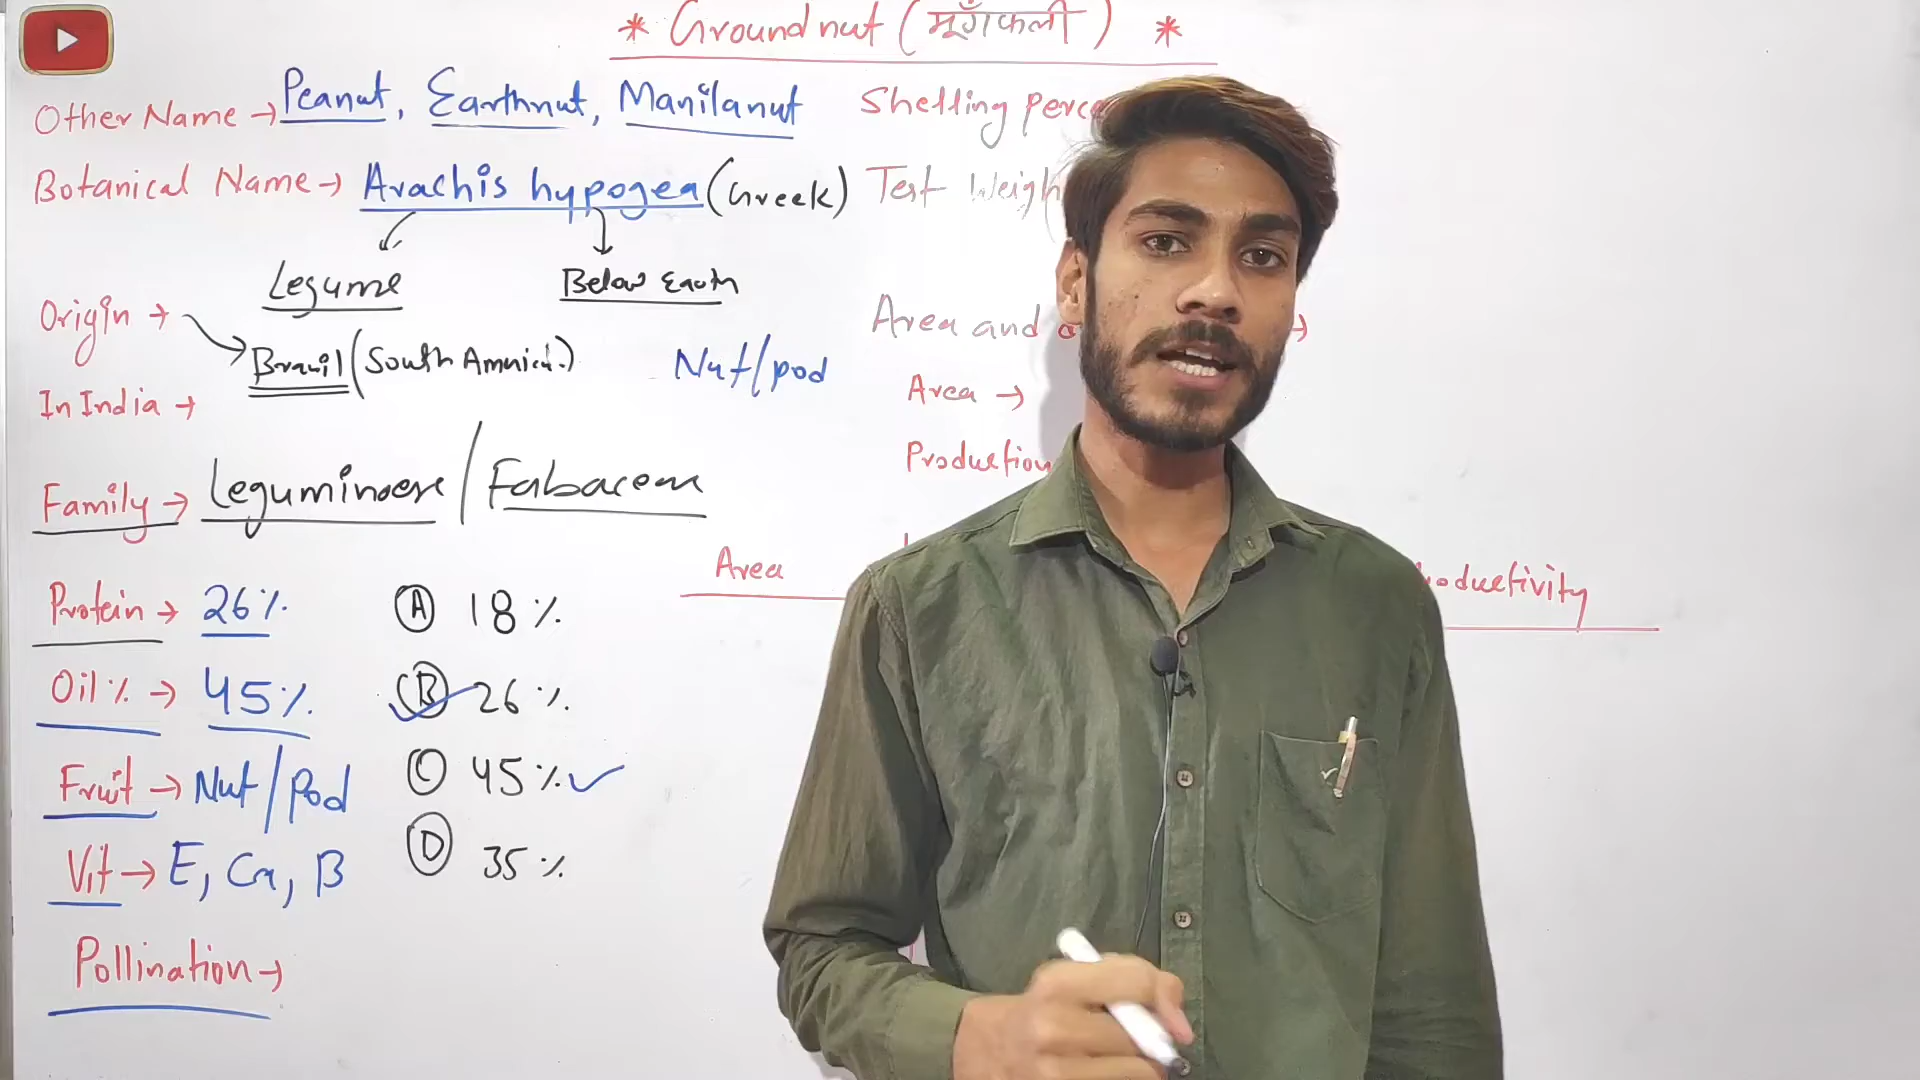 * Groundnut (मूँगफली) *
Other Name → Peanut, Earthnut, Manilanut
Botanical Name → Arachis hypogea (Greek)
Legume
Below Earth
Origin →
Brazil (South America.)
Nut/pod
In India →
Family → Leguminoese / Fabaceae
Protein → 26%
Oil % → 45%
Fruit → Nut/Pod
Vit → E, Ca, B
Pollination →
Ⓐ 18 %
Ⓑ 26 %
Ⓒ 45 % ✓
Ⓓ 35 %
Shelling perce
Test Weigh
Area and
Area →
Production
Area
roductivity